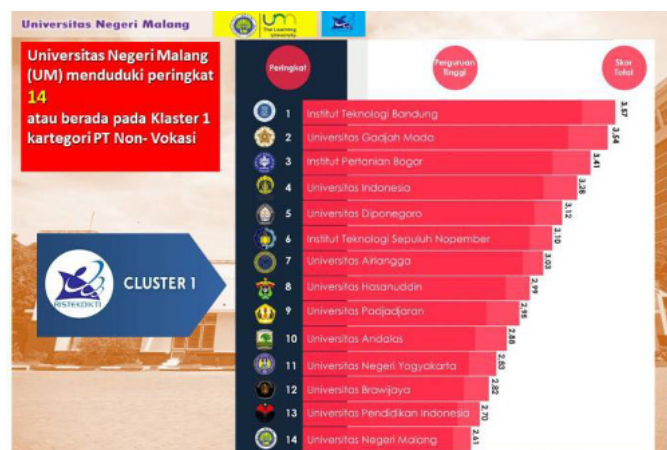 Universitas Negeri Malang
UM
The Learning
University
Universitas Negeri Malang
(UM) menduduki peringkat
14
atau berada pada Klaster 1
kartegori PT Non- Vokasi
RISTEKDIKTI
CLUSTER 1
Peringkat
Perguruan
Tinggi
Skor
Total
1 Institut Teknologi Bandung 3,57
2 Universitas Gadjah Mada 3,54
3 Institut Pertanian Bogor 3,41
4 Universitas Indonesia 3,28
5 Universitas Diponegoro 3,12
6 Institut Teknologi Sepuluh Nopember 3,10
7 Universitas Airlangga 3,03
8 Universitas Hasanuddin 2,99
9 Universitas Padjadjaran 2,95
10 Universitas Andalas 2,88
11 Universitas Negeri Yogyakarta 2,83
12 Universitas Brawijaya 2,82
13 Universitas Pendidikan Indonesia 2,70
14 Universitas Negeri Malang 2,61